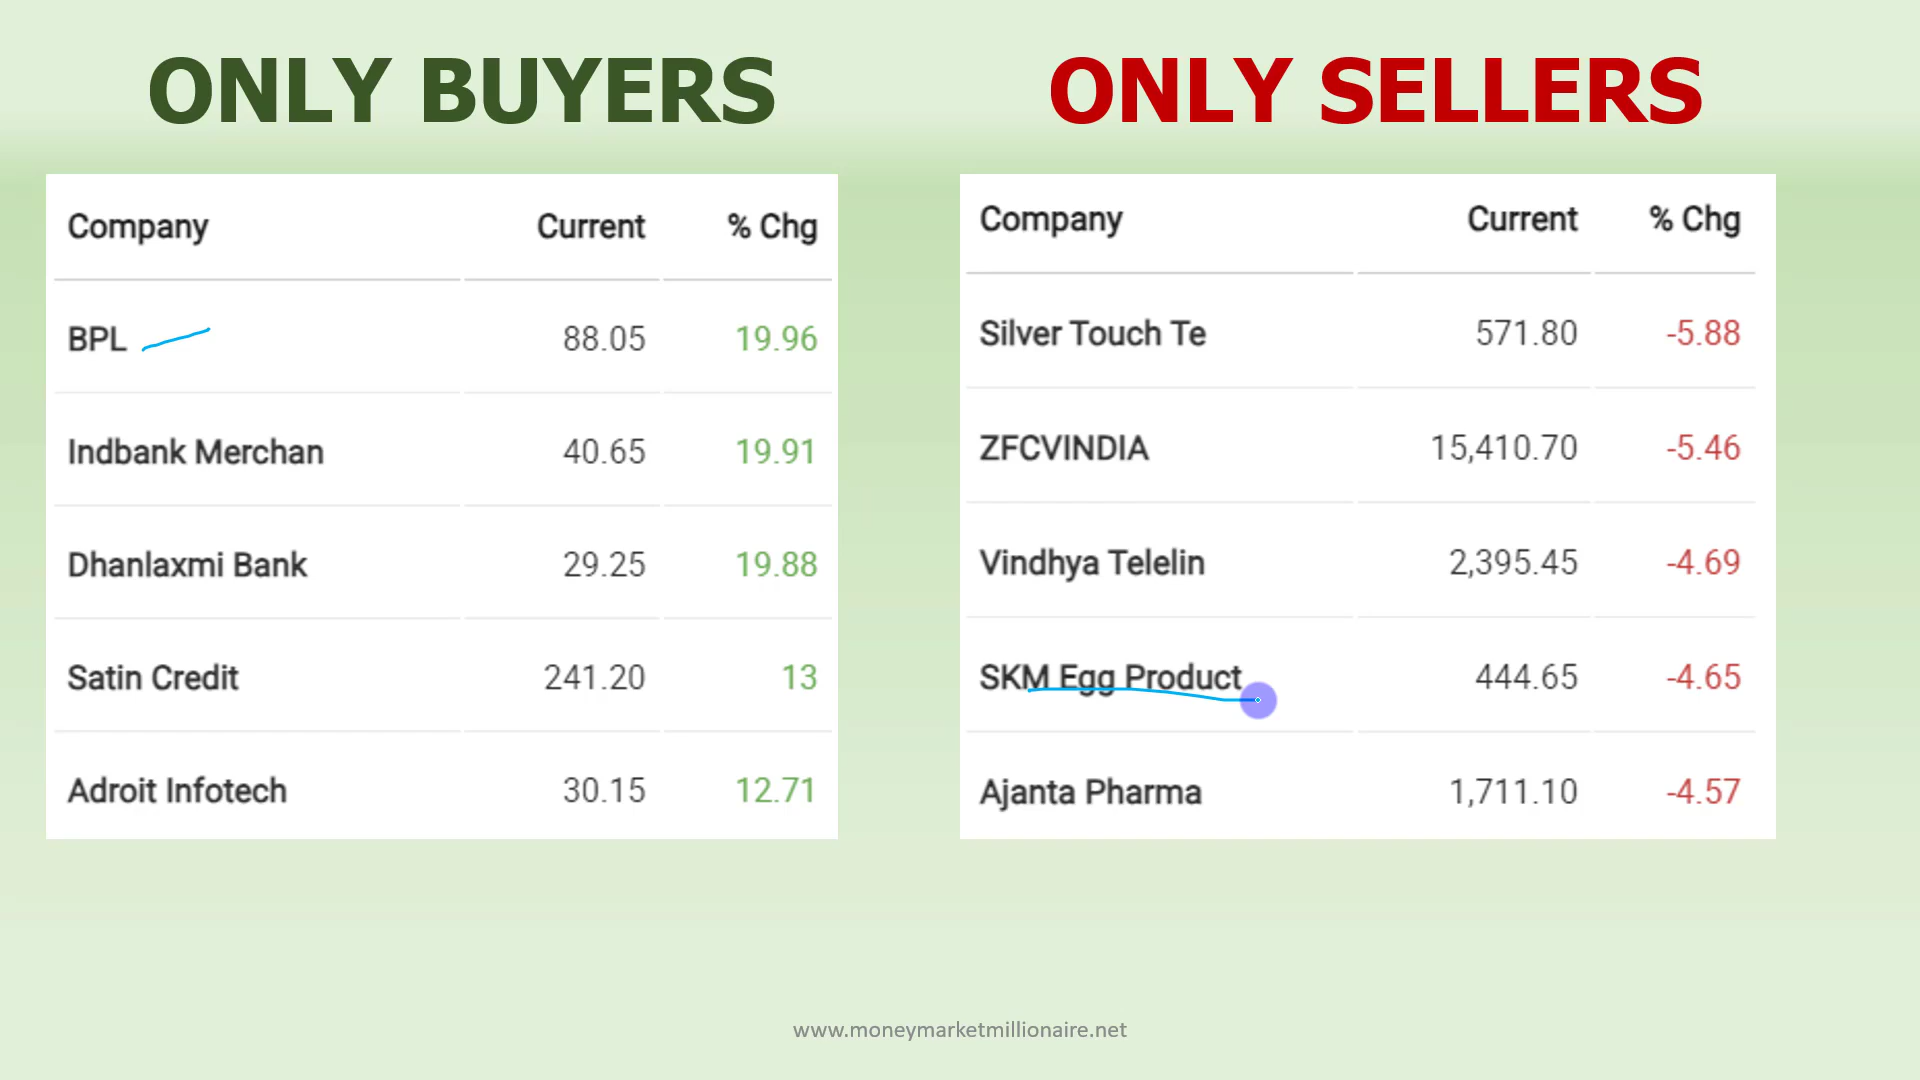 ONLY BUYERS
Company Current % Chg
BPL 88.05 19.96
Indbank Merchan 40.65 19.91
Dhanlaxmi Bank 29.25 19.88
Satin Credit 241.20 13
Adroit Infotech 30.15 12.71
ONLY SELLERS
Company Current % Chg
Silver Touch Te 571.80 -5.88
ZFCVINDIA 15,410.70 -5.46
Vindhya Telelin 2,395.45 -4.69
SKM Egg Product 444.65 -4.65
Ajanta Pharma 1,711.10 -4.57
www.moneymarketmillionaire.net